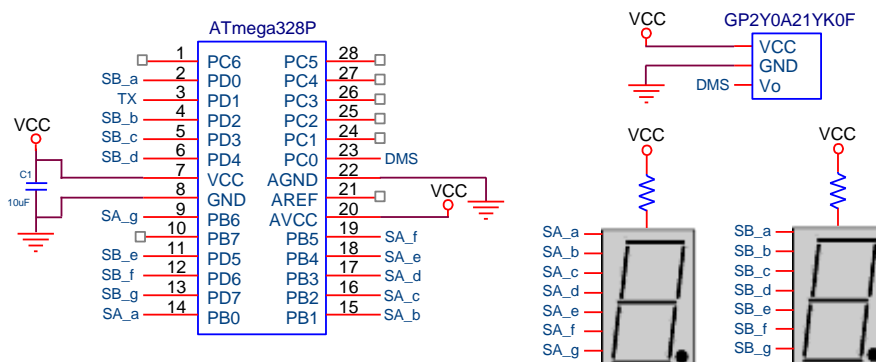 ATmega328P
1 PC6 PC5 28
SB_a 2 PD0 PC4 27
TX 3 PD1 PC3 26
SB_b 4 PD2 PC2 25
SB_c 5 PD3 PC1 24
SB_d 6 PD4 PC0 23 DMS
7 VCC AGND 22
8 GND AREF 21
SA_g 9 PB6 AVCC 20
10 PB7 PB5 19 SA_f
SB_e 11 PD5 PB4 18 SA_e
SB_f 12 PD6 PB3 17 SA_d
SB_g 13 PD7 PB2 16 SA_c
SA_a 14 PB0 PB1 15 SA_b
VCC
C1
10uF
VCC
VCC GP2Y0A21YK0F
VCC
GND
DMS Vo
VCC
SA_a
SA_b
SA_c
SA_d
SA_e
SA_f
SA_g
VCC
SB_a
SB_b
SB_c
SB_d
SB_e
SB_f
SB_g